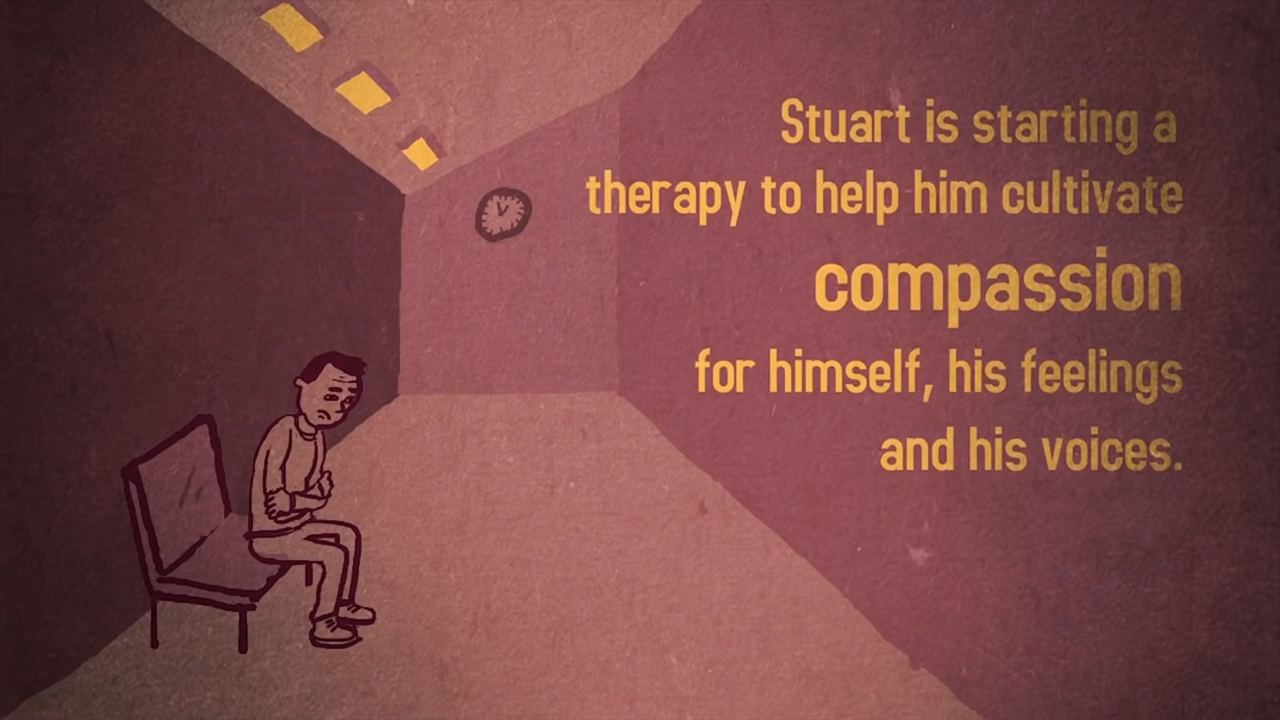 Stuart is starting a
therapy to help him cultivate
compassion
for himself, his feelings
and his voices.